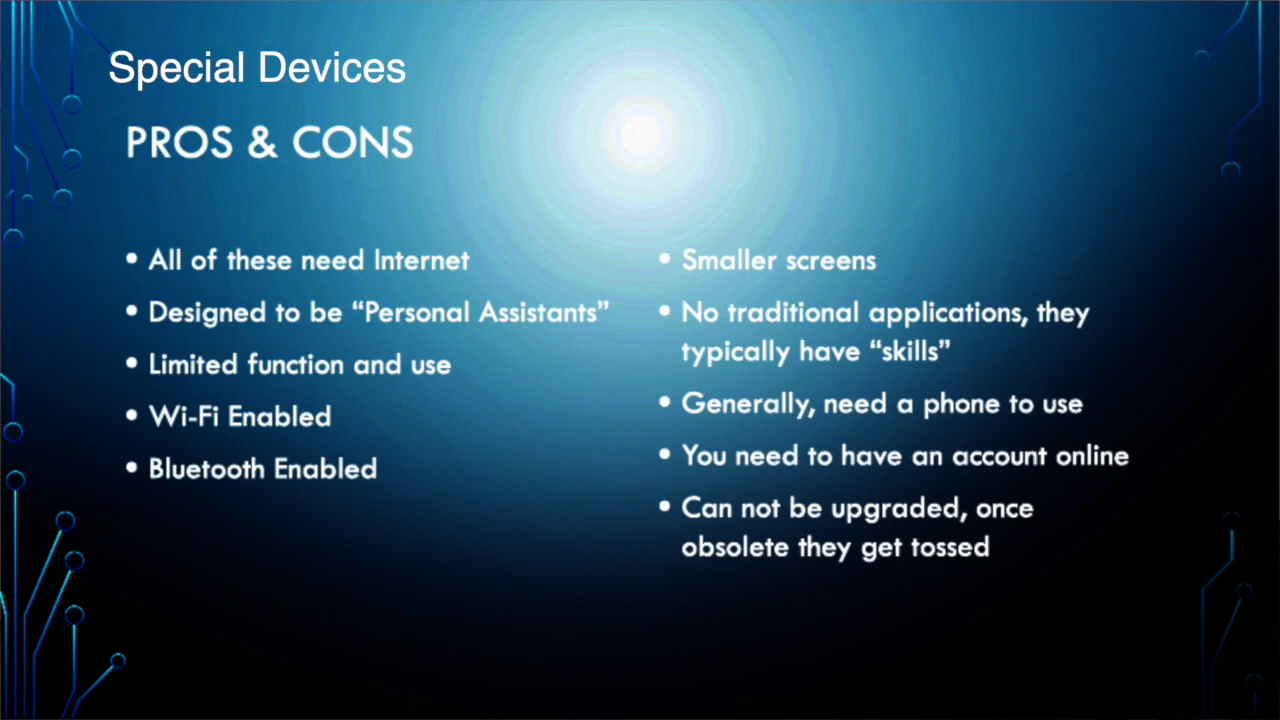 Special Devices
PROS & CONS
• All of these need Internet
• Designed to be “Personal Assistants”
• Limited function and use
• Wi-Fi Enabled
• Bluetooth Enabled
• Smaller screens
• No traditional applications, they
typically have “skills”
• Generally, need a phone to use
• You need to have an account online
• Can not be upgraded, once
obsolete they get tossed